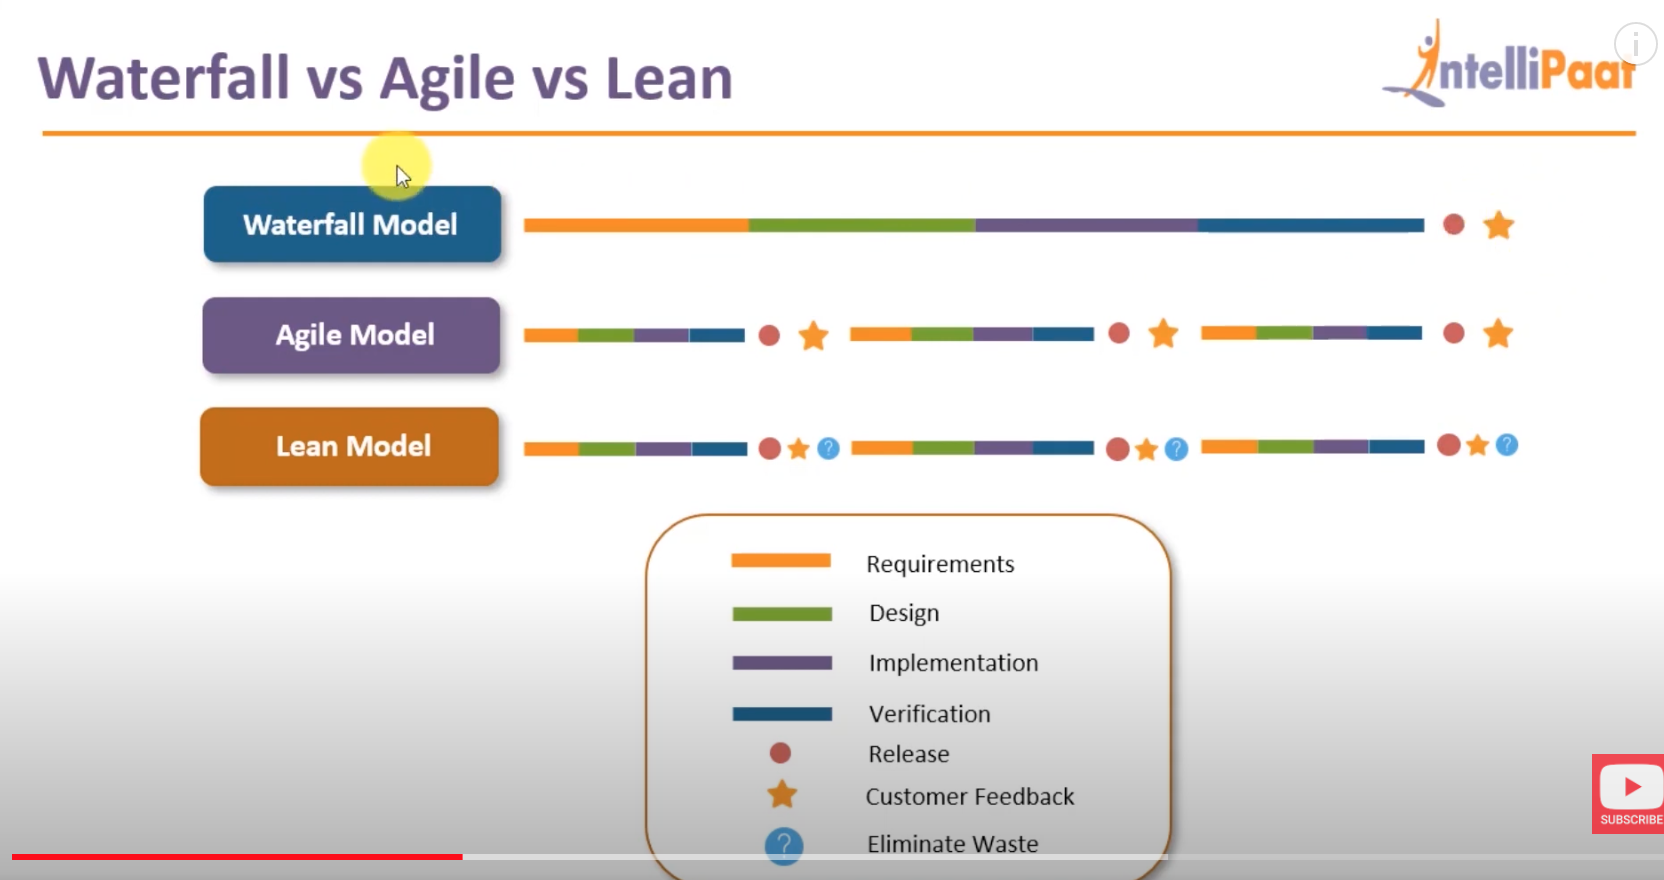 Waterfall vs Agile vs Lean
IntelliPaat
Waterfall Model
Agile Model
Lean Model
? ? ?
Requirements
Design
Implementation
Verification
Release
Customer Feedback
? Eliminate Waste
SUBSCRIBE